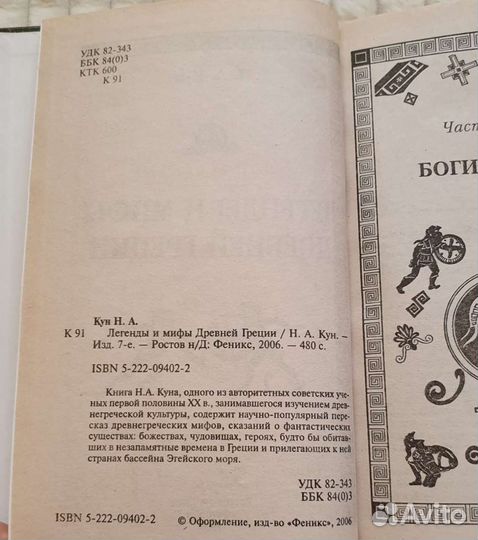 УДК 82-343
ББК 84(0)3
КТК 600
К 91
Кун Н. А.
К 91 Легенды и мифы Древней Греции / Н. А. Кун. –
Изд. 7-е. — Ростов н/Д: Феникс, 2006. — 480 с.
ISBN 5-222-09402-2
Книга Н.А. Куна, одного из авторитетных советских уче-
ных первой половины XX в., занимавшегося изучением древ-
негреческой культуры, содержит научно-популярный пере-
сказ древнегреческих мифов, сказаний о фантастических
существах: божествах, чудовищах, героях, будто бы обитав-
ших в незапамятные времена в Греции и прилегающих к ней
странах бассейна Эгейского моря.
УДК 82-343
ББК 84(0)3
ISBN 5-222-09402-2
© Оформление, изд-во «Феникс», 2006
Част
БОГИ
Avito